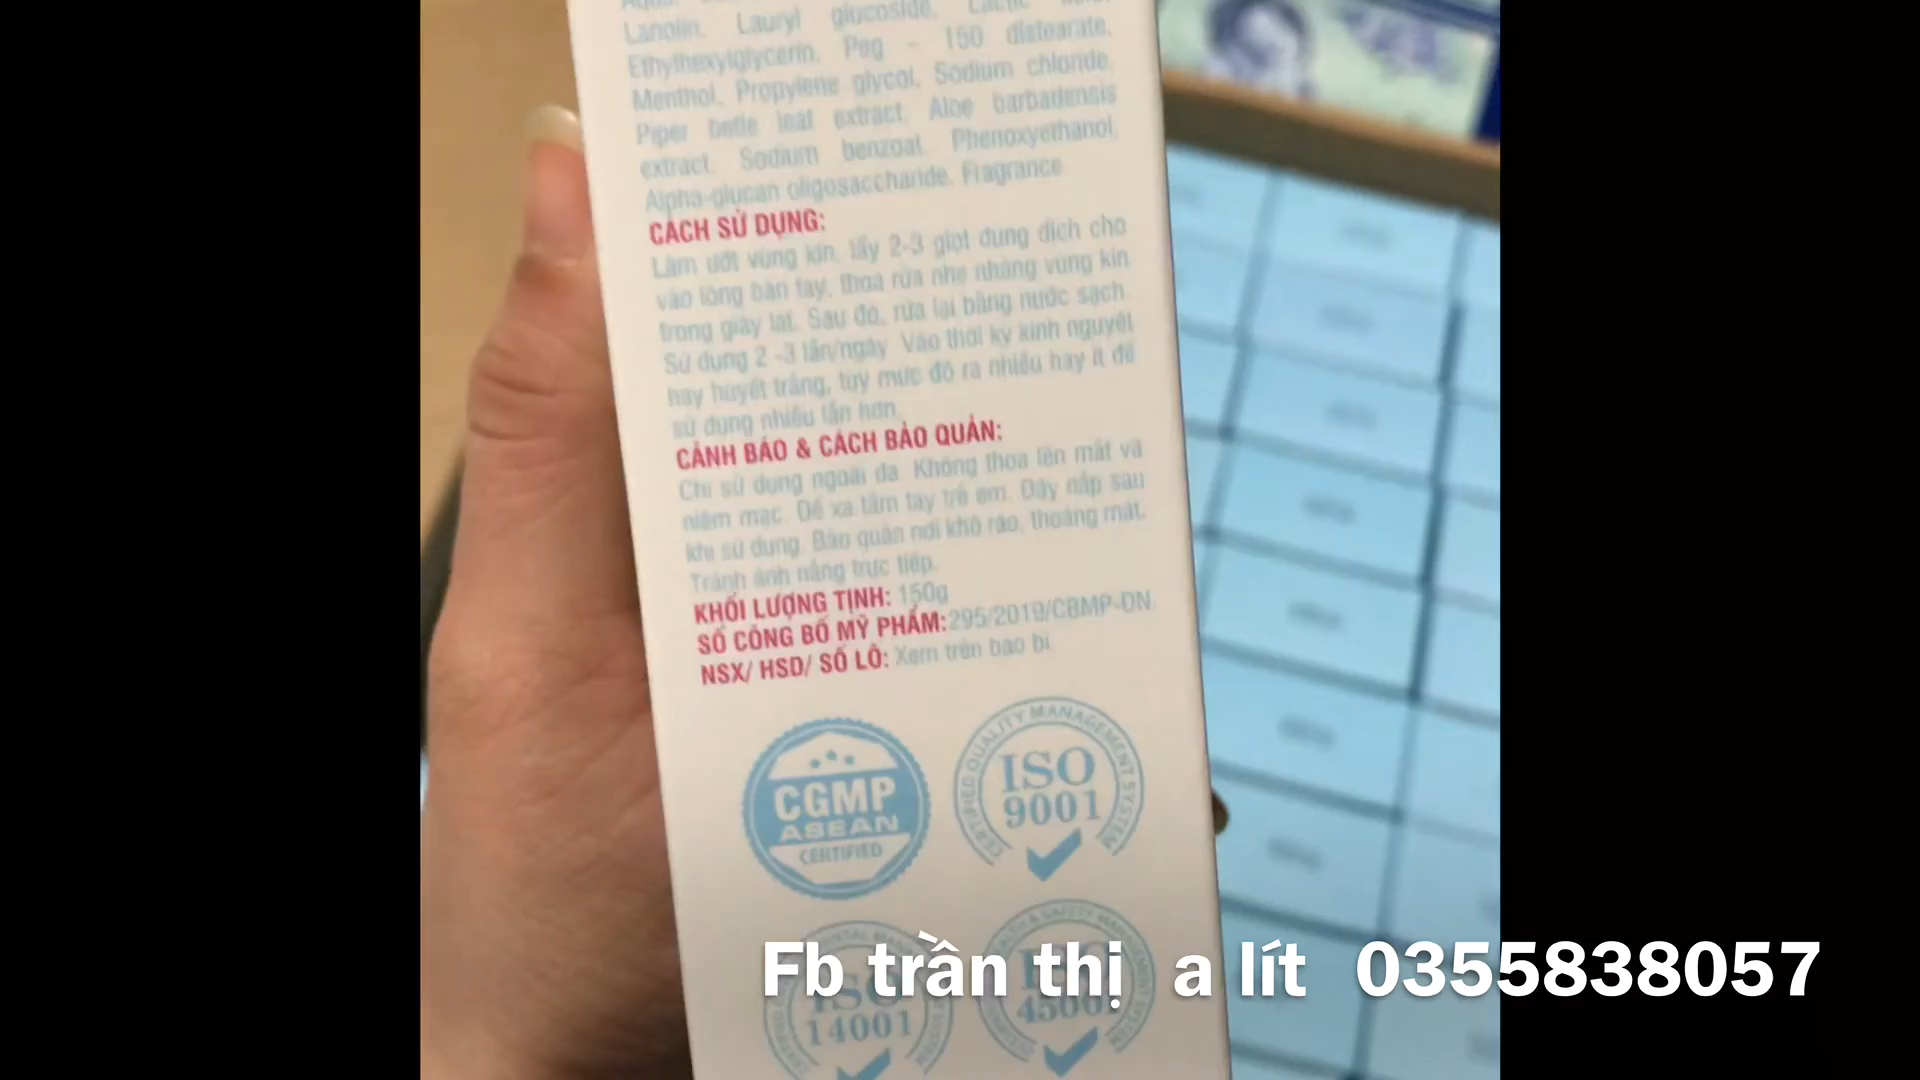 Lanolin, Lauryl glucoside, Lactic
Ethylhexylglycerin, Peg - 150 distearate,
Menthol, Propylene glycol, Sodium chloride,
Piper betle leaf extract, Aloe barbadensis
extract, Sodium benzoat, Phenoxyethanol,
Alpha-glucan oligosaccharide, Fragrance
CÁCH SỬ DỤNG:
Làm ướt vùng kín, lấy 2-3 giọt dung dịch cho
vào lòng bàn tay, thoa rửa nhẹ nhàng vùng kín
trong giây lát. Sau đó, rửa lại bằng nước sạch.
Sử dụng 2 -3 lần/ngày. Vào thời kỳ kinh nguyệt
hay huyết trắng, tùy mức độ ra nhiều hay ít để
sử dụng nhiều lần hơn.
CẢNH BÁO & CÁCH BẢO QUẢN:
Chỉ sử dụng ngoài da. Không thoa lên mắt và
niêm mạc. Để xa tầm tay trẻ em. Đậy nắp sau
khi sử dụng. Bảo quản nơi khô ráo, thoáng mát.
Tránh ánh nắng trực tiếp.
KHỐI LƯỢNG TỊNH: 150g
SỐ CÔNG BỐ MỸ PHẨM:295/2019/CBMP-ĐN
NSX/ HSD/ SỐ LÔ: Xem trên bao bì.
CGMP
ASEAN
CERTIFIED
CERTIFIED QUALITY MANAGEMENT SYSTEM
ISO
9001
ISO
14001
45001
Fb trần thị a lít 0355838057